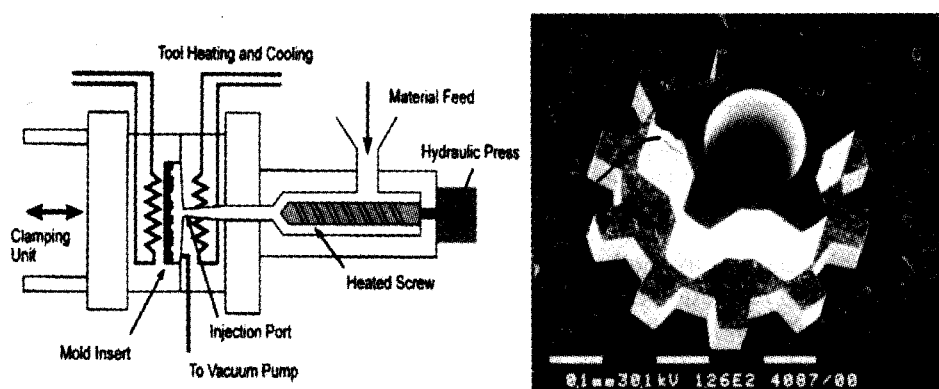 Tool Heating and Cooling
Material Feed
Hydraulic Press
Clamping
Unit
Heated Screw
Injection Port
Mold Insert
To Vacuum Pump
0.1mm 30.1 kV 126E2 4087/00